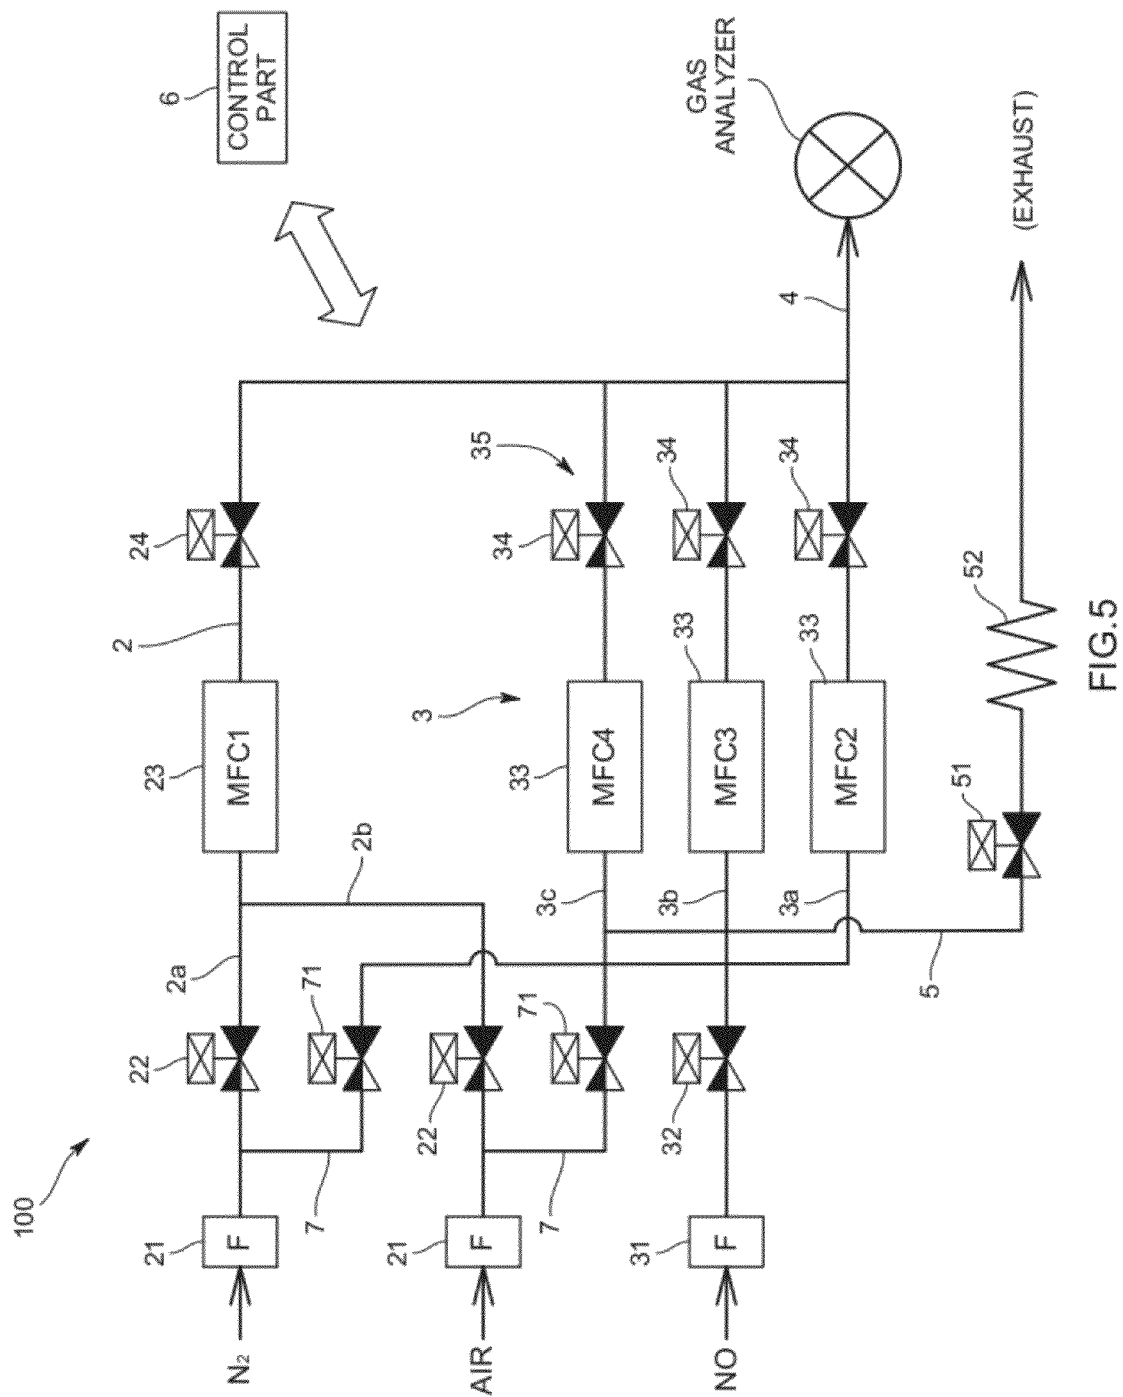 100
6
CONTROL
PART
GAS
ANALYZER
(EXHAUST)
N₂
21
F
22
2a
23
MFC1
2
24
7
71
2b
AIR
21
F
22
7
71
3c
33
MFC4
3
34
35
NO
31
F
32
3b
33
MFC3
34
3a
33
MFC2
34
4
5
51
52
FIG.5